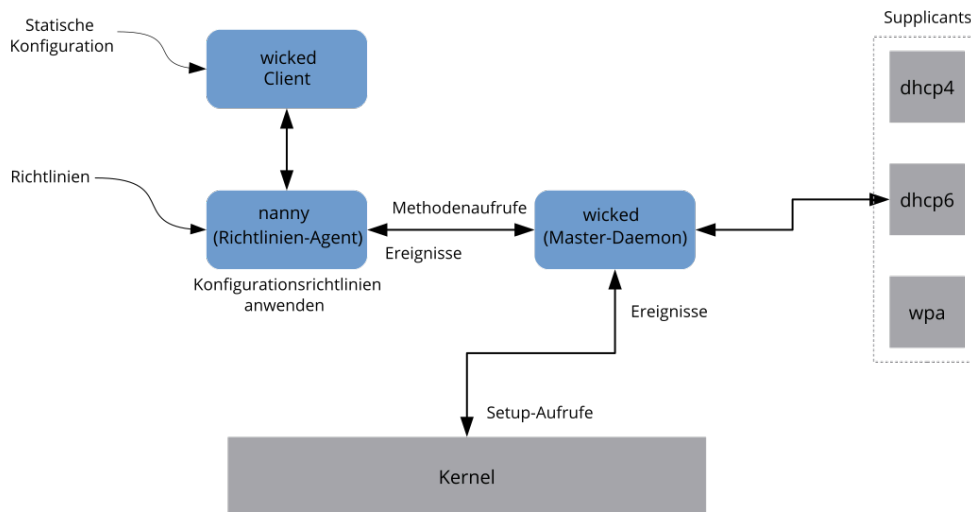 Statische
Konfiguration
wicked
Client
Supplicants
dhcp4
Richtlinien
nanny
(Richtlinien-Agent)
Methodenaufrufe
Ereignisse
wicked
(Master-Daemon)
dhcp6
Konfigurationsrichtlinien
anwenden
Ereignisse
wpa
Setup-Aufrufe
Kernel